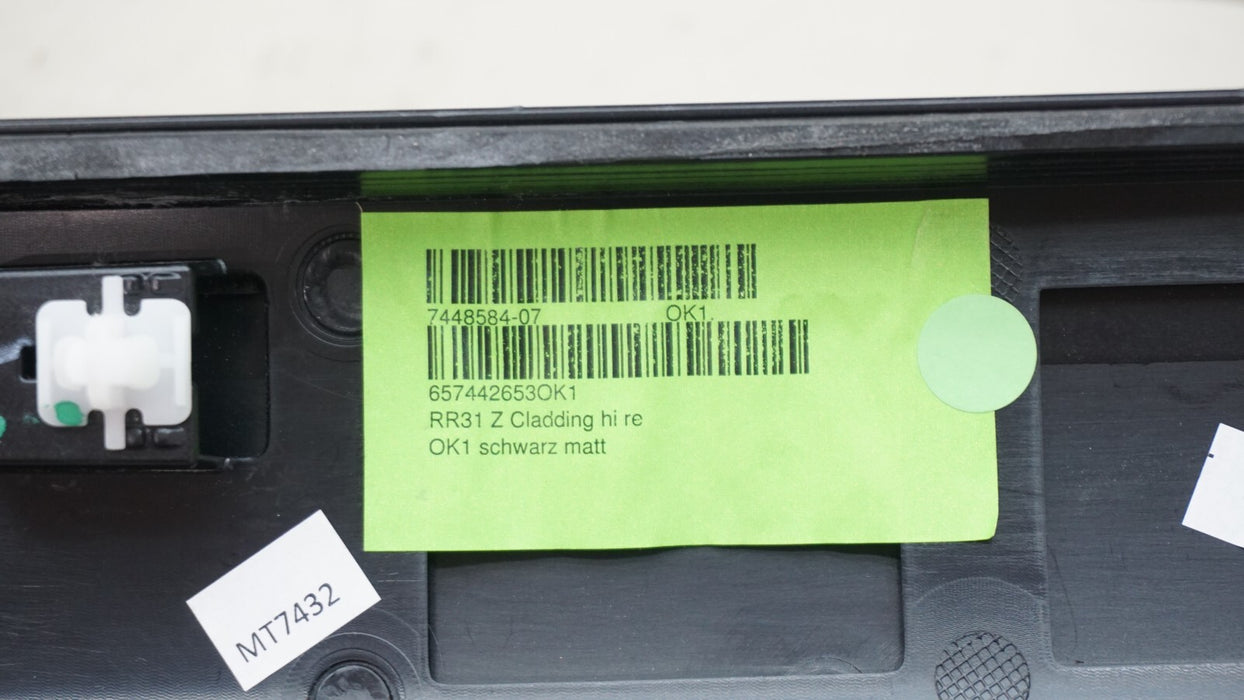 7448584-07 OK1.
657442653OK1
RR31 Z Cladding hi re
OK1 schwarz matt
MT7432